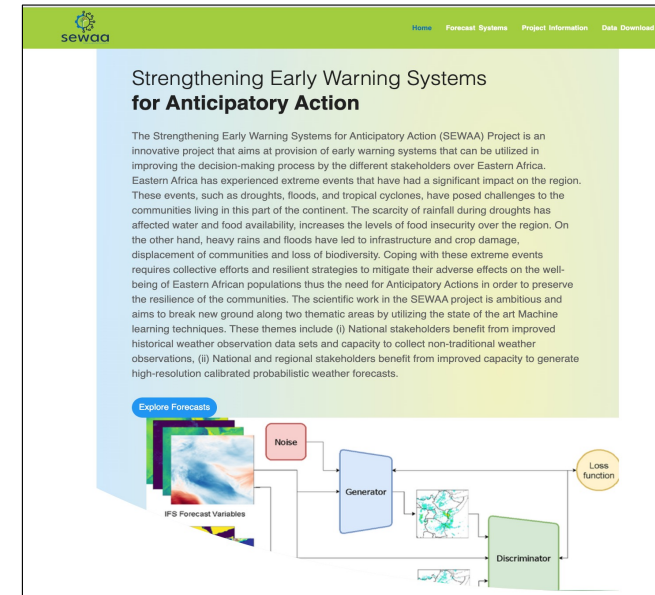 sewaa
Home Forecast Systems Project Information Data Download
Strengthening Early Warning Systems
for Anticipatory Action
The Strengthening Early Warning Systems for Anticipatory Action (SEWAA) Project is an
innovative project that aims at provision of early warning systems that can be utilized in
improving the decision-making process by the different stakeholders over Eastern Africa.
Eastern Africa has experienced extreme events that have had a significant impact on the region.
These events, such as droughts, floods, and tropical cyclones, have posed challenges to the
communities living in this part of the continent. The scarcity of rainfall during droughts has
affected water and food availability, increases the levels of food insecurity over the region. On
the other hand, heavy rains and floods have led to infrastructure and crop damage,
displacement of communities and loss of biodiversity. Coping with these extreme events
requires collective efforts and resilient strategies to mitigate their adverse effects on the well-
being of Eastern African populations thus the need for Anticipatory Actions in order to preserve
the resilience of the communities. The scientific work in the SEWAA project is ambitious and
aims to break new ground along two thematic areas by utilizing the state of the art Machine
learning techniques. These themes include (i) National stakeholders benefit from improved
historical weather observation data sets and capacity to collect non-traditional weather
observations, (ii) National and regional stakeholders benefit from improved capacity to generate
high-resolution calibrated probabilistic weather forecasts.
Explore Forecasts
Noise
Loss
function
Generator
IFS Forecast Variables
Discriminator